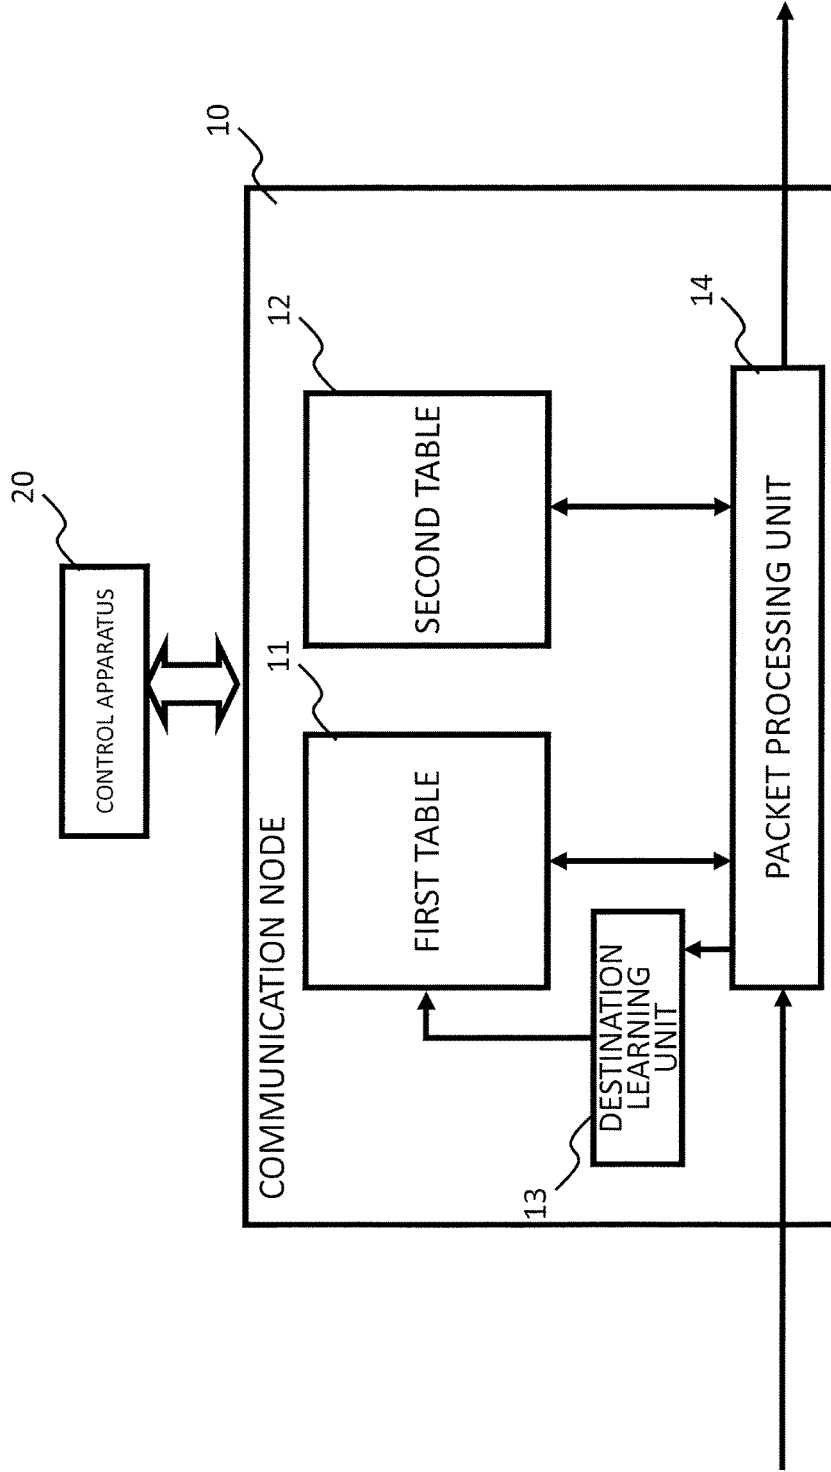 20
CONTROL APPARATUS
10
COMMUNICATION NODE
11
FIRST TABLE
12
SECOND TABLE
13
DESTINATION
LEARNING
UNIT
14
PACKET PROCESSING UNIT